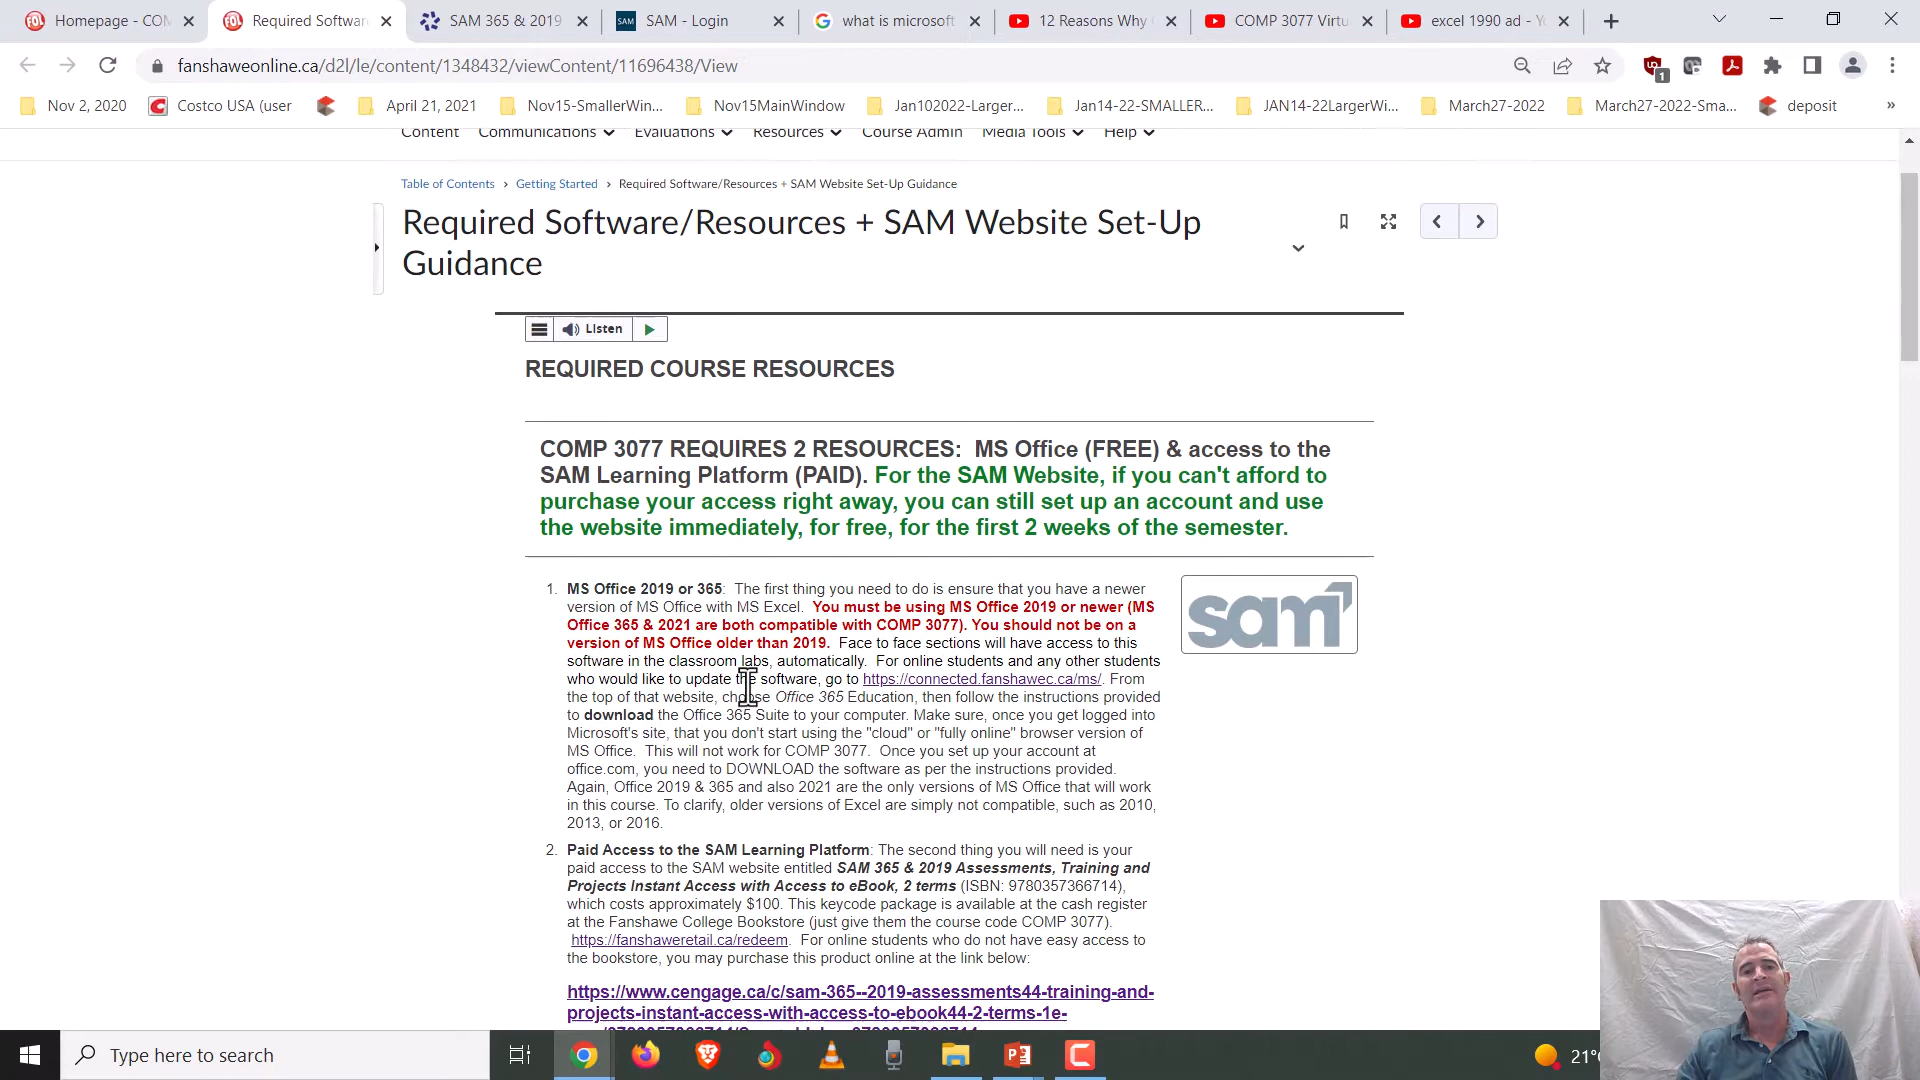 Homepage - COM
Required Softwar
SAM 365 & 2019
SAM - Login
what is microsoft
12 Reasons Why
COMP 3077 Virtu
excel 1990 ad - Y
fanshaweonline.ca/d2l/le/content/1348432/viewContent/11696438/View
1
Nov 2, 2020
Costco USA (user
April 21, 2021
Nov15-SmallerWin...
Nov15MainWindow
Jan102022-Larger...
Jan14-22-SMALLER...
JAN14-22LargerWi...
March27-2022
March27-2022-Sma...
deposit
»
Content Communications Evaluations Resources Course Admin Media Tools Help
Table of Contents › Getting Started › Required Software/Resources + SAM Website Set-Up Guidance
Required Software/Resources + SAM Website Set-Up
Guidance
Listen
REQUIRED COURSE RESOURCES
COMP 3077 REQUIRES 2 RESOURCES: MS Office (FREE) & access to the
SAM Learning Platform (PAID). For the SAM Website, if you can't afford to
purchase your access right away, you can still set up an account and use
the website immediately, for free, for the first 2 weeks of the semester.
1. MS Office 2019 or 365: The first thing you need to do is ensure that you have a newer
version of MS Office with MS Excel. You must be using MS Office 2019 or newer (MS
Office 365 & 2021 are both compatible with COMP 3077). You should not be on a
version of MS Office older than 2019. Face to face sections will have access to this
software in the classroom labs, automatically. For online students and any other students
who would like to update the software, go to https://connected.fanshawec.ca/ms/. From
the top of that website, choose Office 365 Education, then follow the instructions provided
to download the Office 365 Suite to your computer. Make sure, once you get logged into
Microsoft's site, that you don't start using the "cloud" or "fully online" browser version of
MS Office. This will not work for COMP 3077. Once you set up your account at
office.com, you need to DOWNLOAD the software as per the instructions provided.
Again, Office 2019 & 365 and also 2021 are the only versions of MS Office that will work
in this course. To clarify, older versions of Excel are simply not compatible, such as 2010,
2013, or 2016.
sam
2. Paid Access to the SAM Learning Platform: The second thing you will need is your
paid access to the SAM website entitled SAM 365 & 2019 Assessments, Training and
Projects Instant Access with Access to eBook, 2 terms (ISBN: 9780357366714),
which costs approximately $100. This keycode package is available at the cash register
at the Fanshawe College Bookstore (just give them the course code COMP 3077).
https://fanshaweretail.ca/redeem. For online students who do not have easy access to
the bookstore, you may purchase this product online at the link below:
https://www.cengage.ca/c/sam-365--2019-assessments44-training-and-
projects-instant-access-with-access-to-ebook44-2-terms-1e-
Type here to search
21°